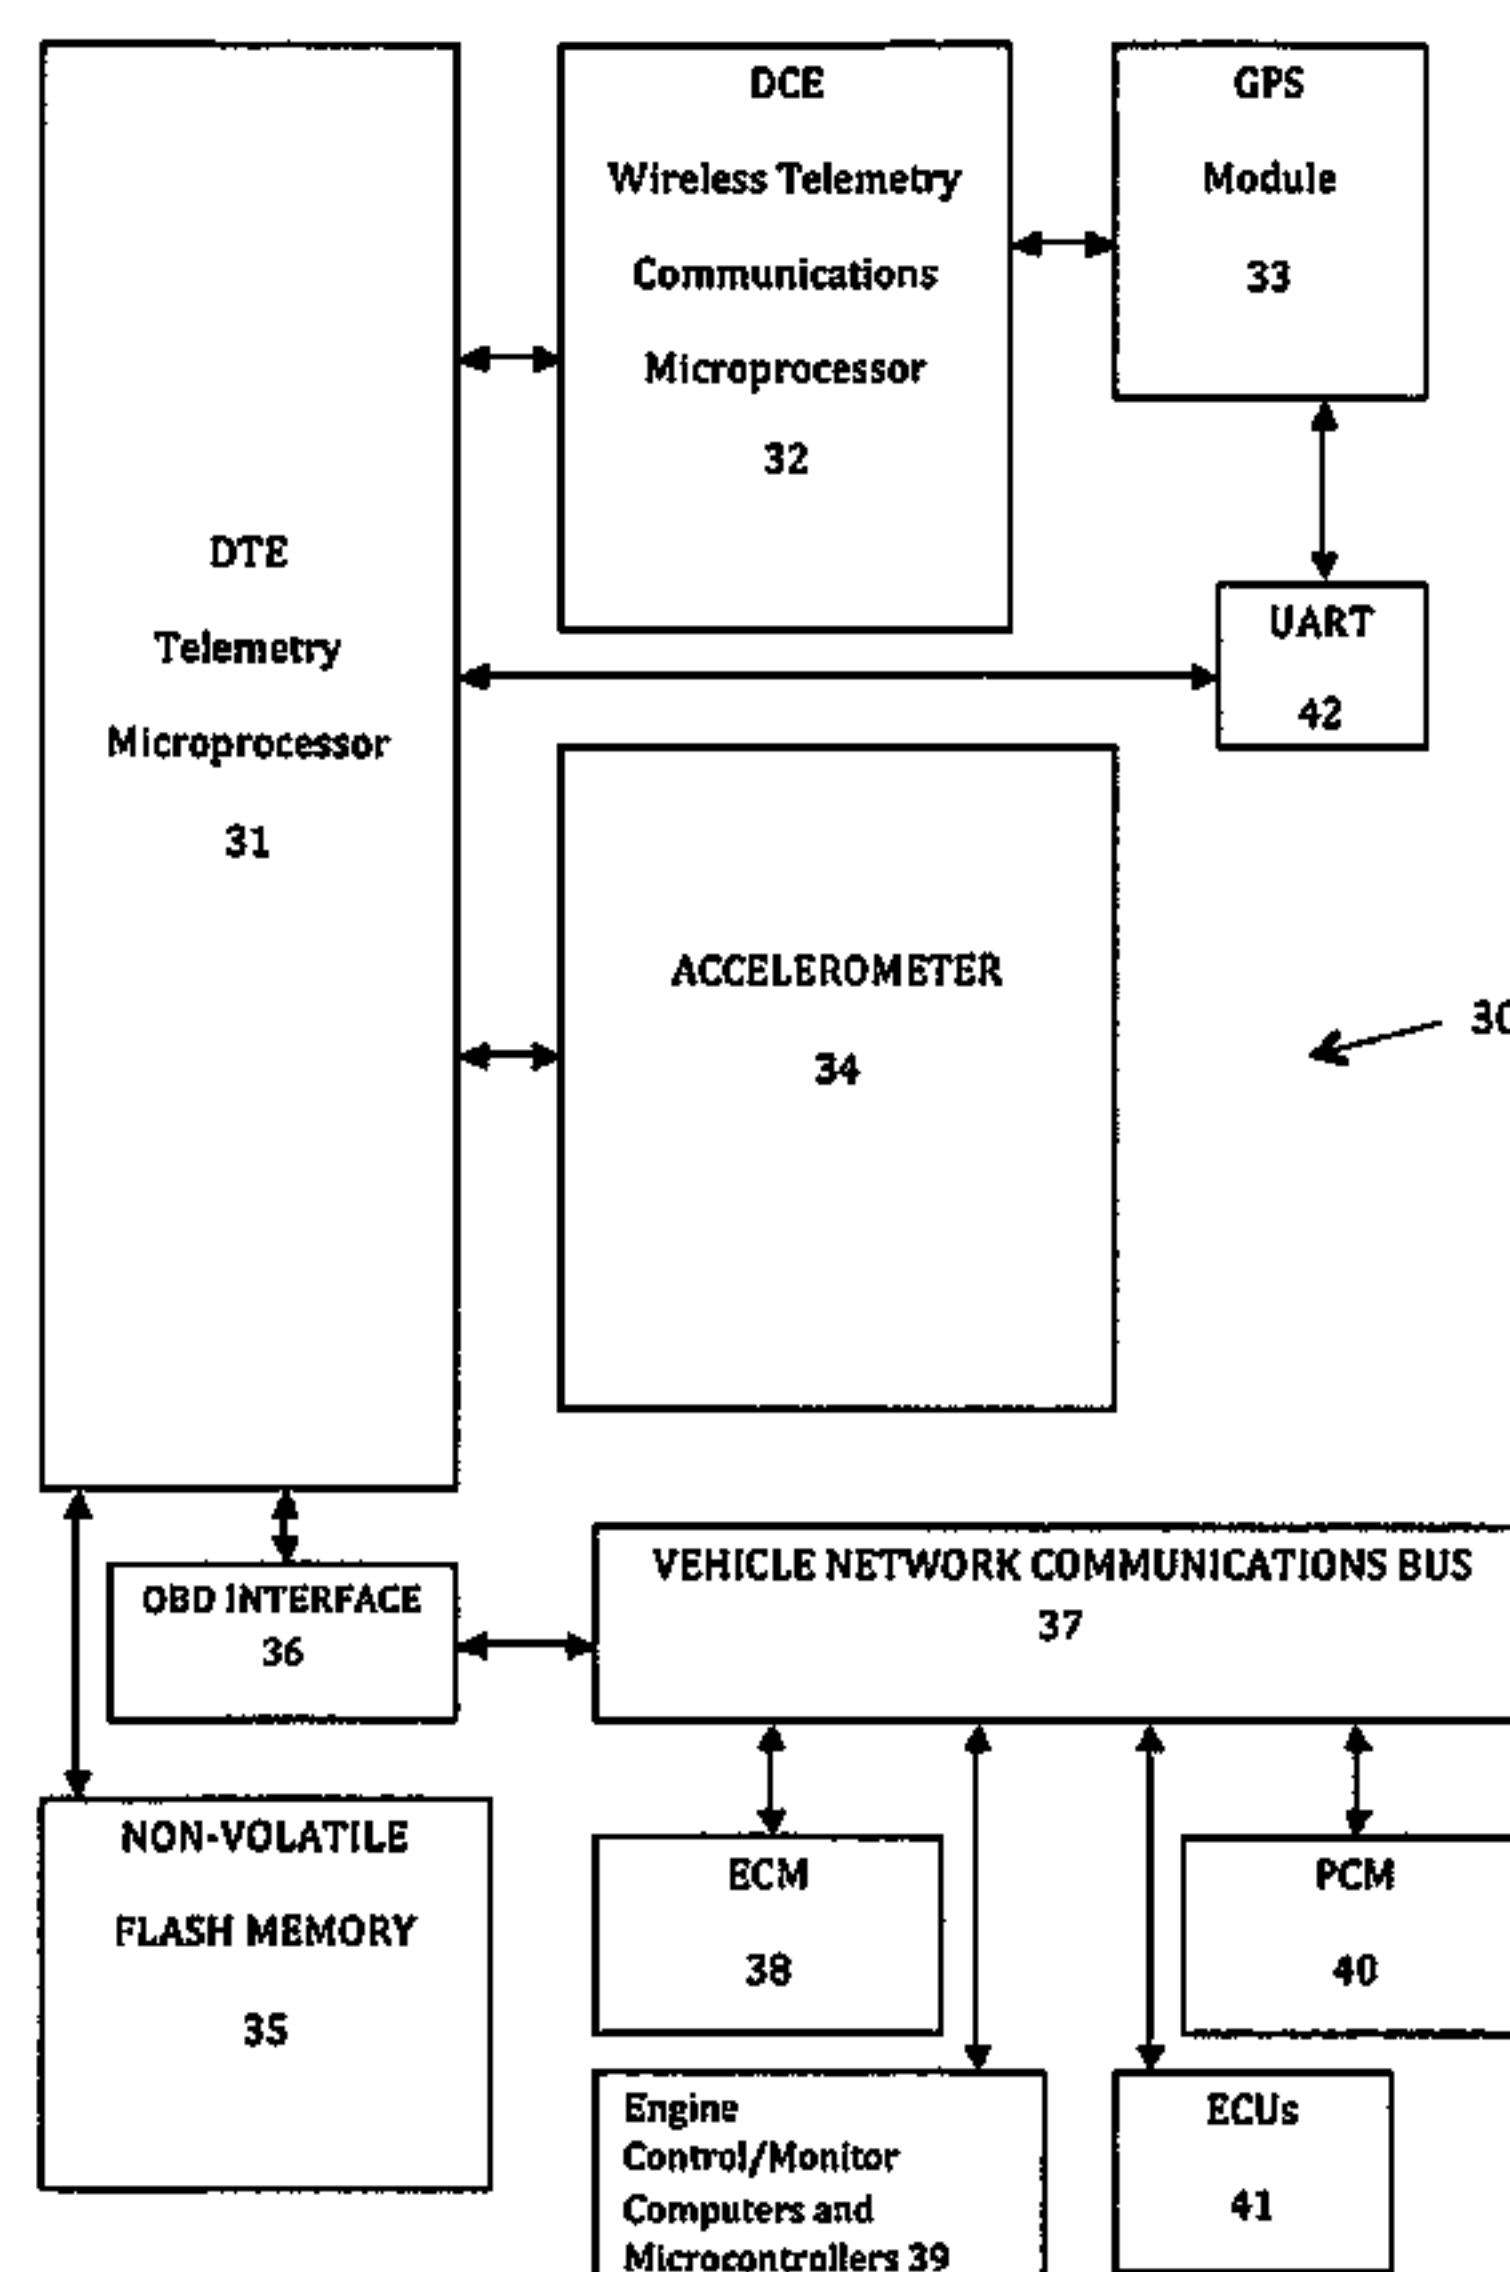 DTE
Telemetry
Microprocessor
31
DCE
Wireless Telemetry
Communications
Microprocessor
32
GPS
Module
33
UART
42
ACCELEROMETER
34
30
OBD INTERFACE
36
VEHICLE NETWORK COMMUNICATIONS BUS
37
NON-VOLATILE
FLASH MEMORY
35
ECM
38
PCM
40
Engine
Control/Monitor
Computers and
Microcontrollers 39
ECUs
41